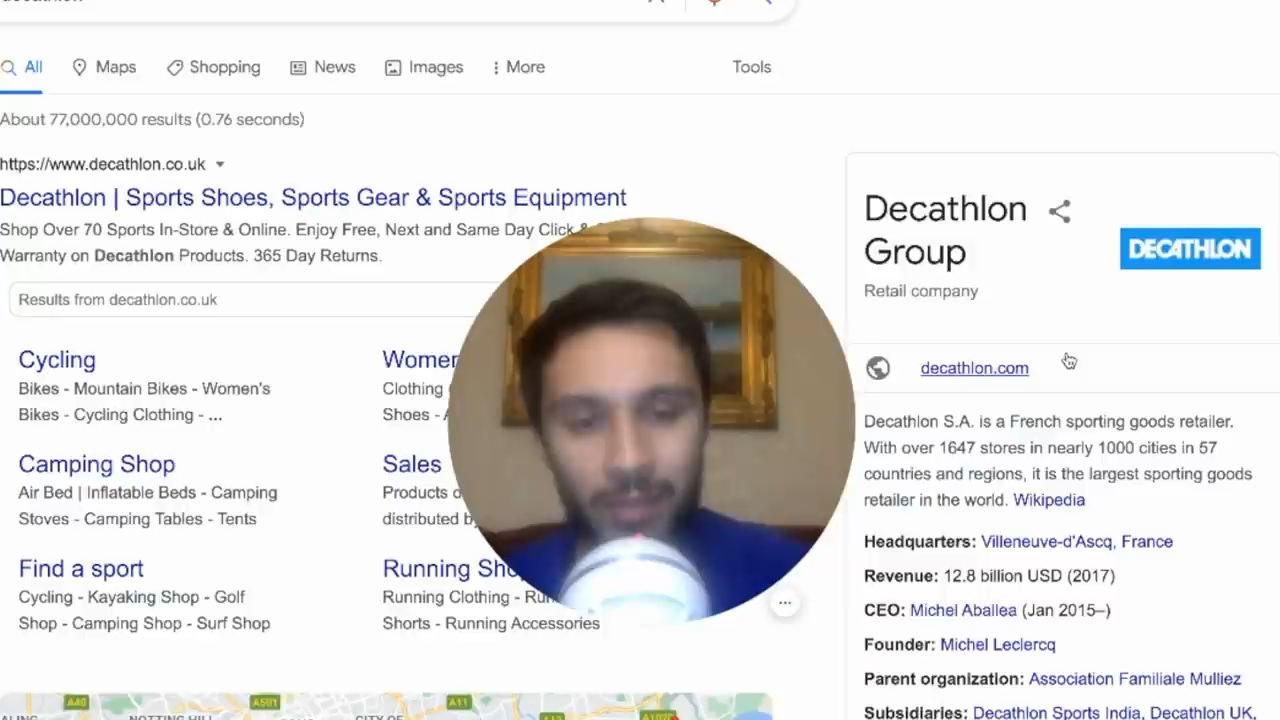 All
Maps
Shopping
News
Images
More
Tools
About 77,000,000 results (0.76 seconds)
https://www.decathlon.co.uk
Decathlon | Sports Shoes, Sports Gear & Sports Equipment
Shop Over 70 Sports In-Store & Online. Enjoy Free, Next and Same Day Click &
Warranty on Decathlon Products. 365 Day Returns.
Results from decathlon.co.uk
Cycling
Bikes - Mountain Bikes - Women's
Bikes - Cycling Clothing - ...
Camping Shop
Air Bed | Inflatable Beds - Camping
Stoves - Camping Tables - Tents
Find a sport
Cycling - Kayaking Shop - Golf
Shop - Camping Shop - Surf Shop
Clothing
Shoes -
Sales
Products
distributed
Running
Running Clothing -
Shorts - Running Accessories
Decathlon
Group
DECATHLON
Retail company
decathlon.com
Decathlon S.A. is a French sporting goods retailer.
With over 1647 stores in nearly 1000 cities in 57
countries and regions, it is the largest sporting goods
retailer in the world. Wikipedia
Headquarters: Villeneuve-d'Ascq, France
Revenue: 12.8 billion USD (2017)
CEO: Michel Aballea (Jan 2015–)
Founder: Michel Leclercq
Parent organization: Association Familiale Mulliez
Subsidiaries: Decathlon Sports India, Decathlon UK,
A40
A501
A11
NOTTING HILL
CITY OF